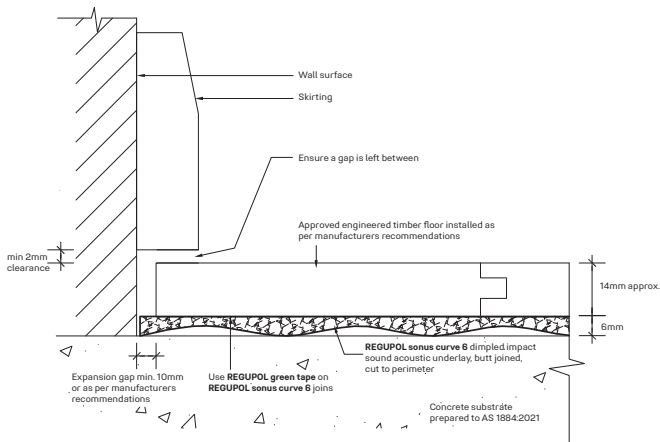 Wall surface
Skirting
Ensure a gap is left between
Approved engineered timber floor installed as
per manufacturers recommendations
min 2mm
clearance
14mm approx.
6mm
REGUPOL sonus curve 6 dimpled impact
sound acoustic underlay, butt joined,
cut to perimeter
Expansion gap min. 10mm
or as per manufacturers
recommendations
Use REGUPOL green tape on
REGUPOL sonus curve 6 joins
Concrete substrate
prepared to AS 1884:2021